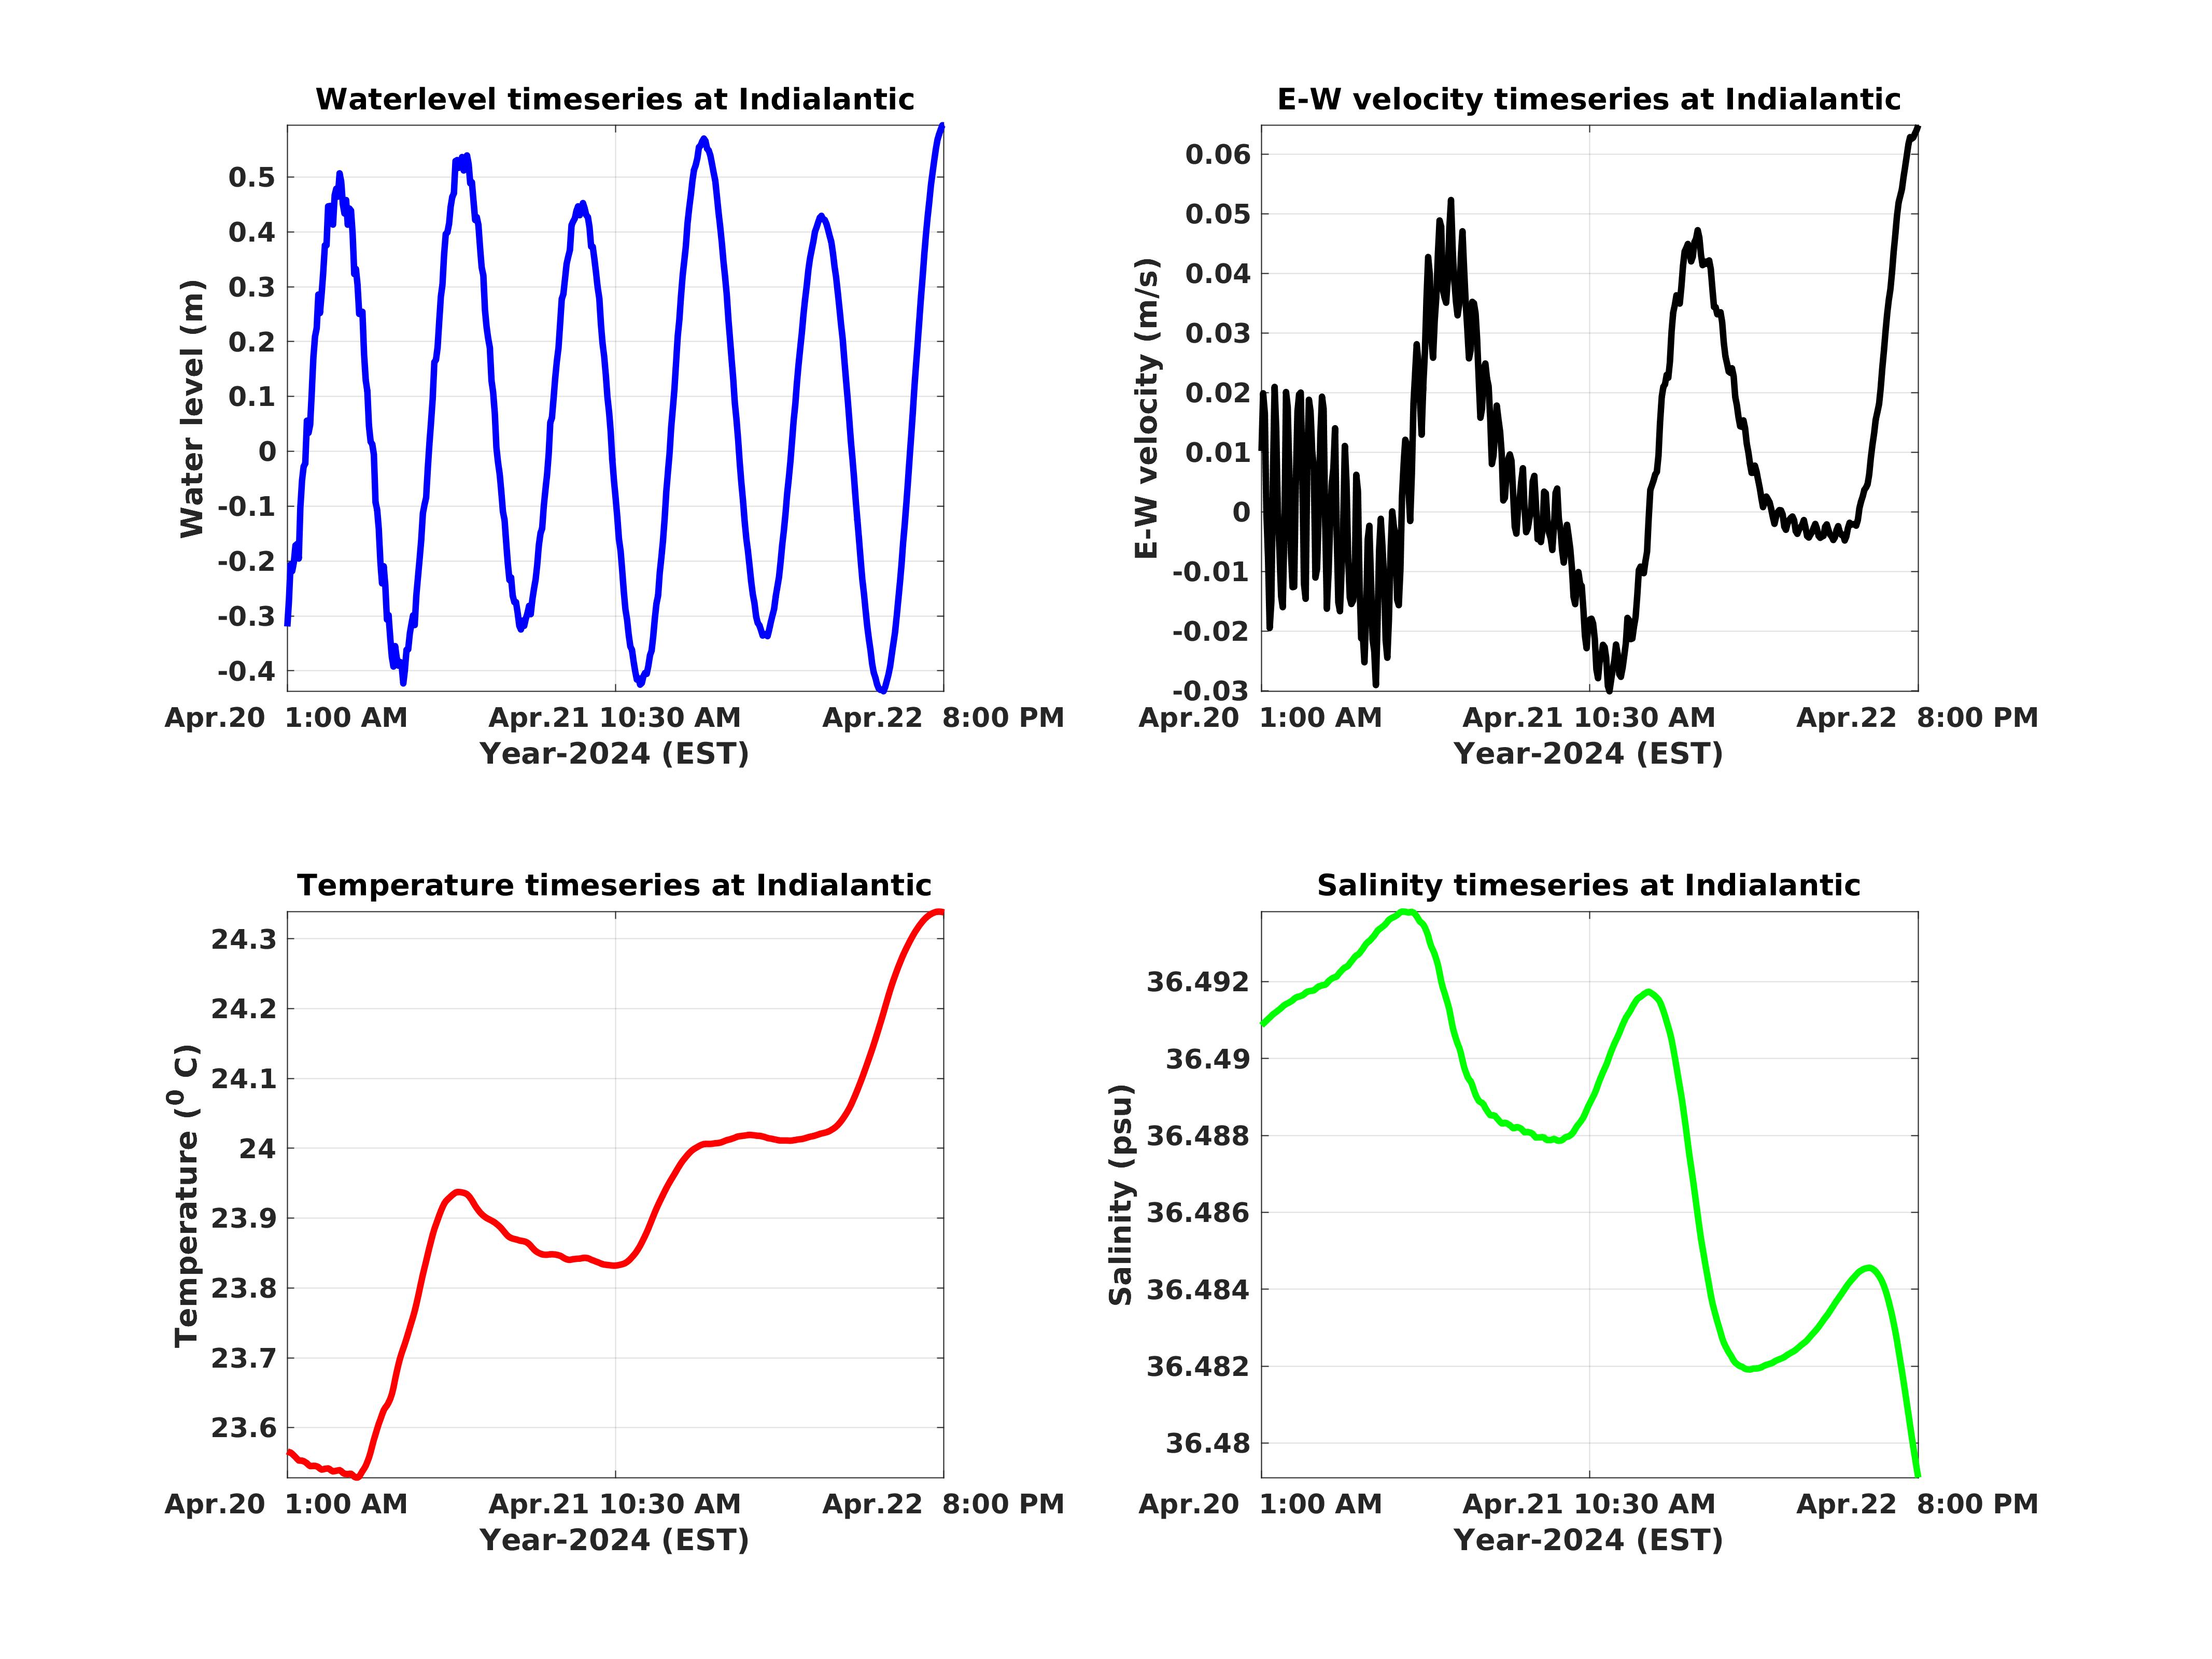 Waterlevel timeseries at Indialantic
0.5
0.4
0.3
0.2
0.1
0
-0.1
-0.2
-0.3
-0.4
Water level (m)
Apr.20 1:00 AM Apr.21 10:30 AM Apr.22 8:00 PM
Year-2024 (EST)
E-W velocity timeseries at Indialantic
0.06
0.05
0.04
0.03
0.02
0.01
0
-0.01
-0.02
-0.03
E-W velocity (m/s)
Apr.20 1:00 AM Apr.21 10:30 AM Apr.22 8:00 PM
Year-2024 (EST)
Temperature timeseries at Indialantic
24.3
24.2
24.1
24
23.9
23.8
23.7
23.6
Temperature (⁰ C)
Apr.20 1:00 AM Apr.21 10:30 AM Apr.22 8:00 PM
Year-2024 (EST)
Salinity timeseries at Indialantic
36.492
36.49
36.488
36.486
36.484
36.482
36.48
Salinity (psu)
Apr.20 1:00 AM Apr.21 10:30 AM Apr.22 8:00 PM
Year-2024 (EST)